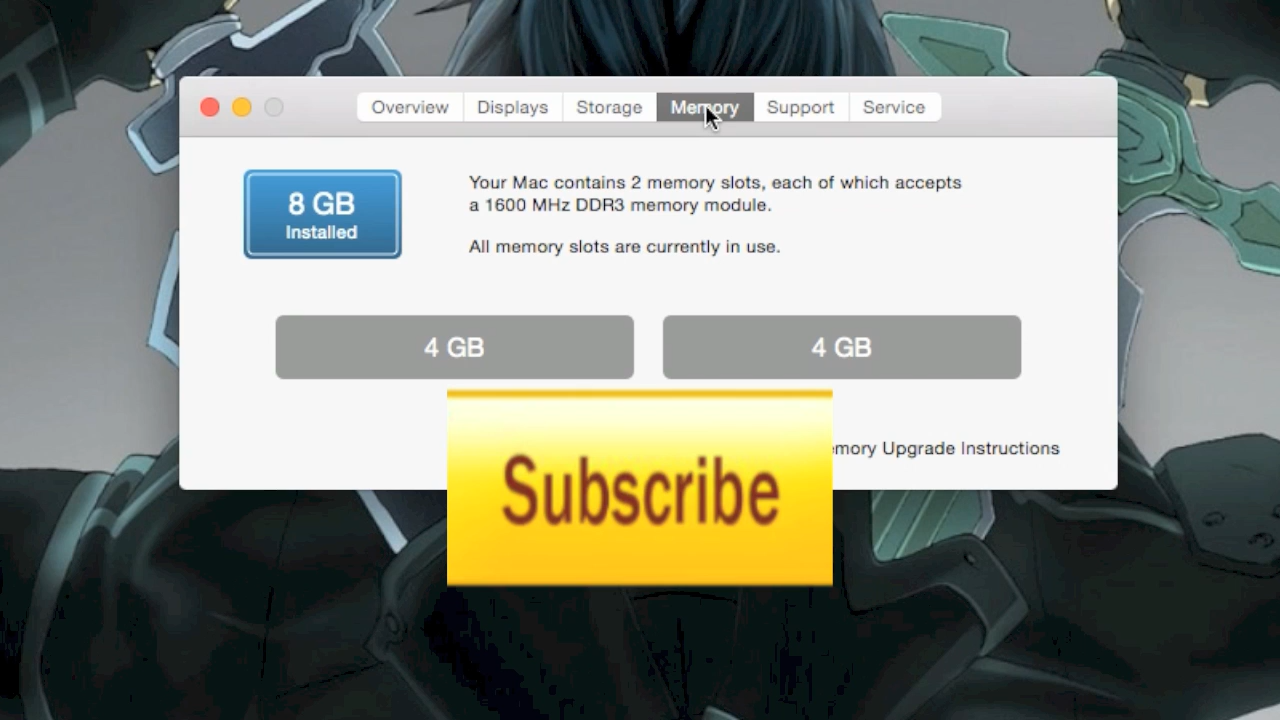 Overview Displays Storage Memory Support Service
8 GB
Installed
Your Mac contains 2 memory slots, each of which accepts
a 1600 MHz DDR3 memory module.
All memory slots are currently in use.
4 GB 4 GB
emory Upgrade Instructions
Subscribe